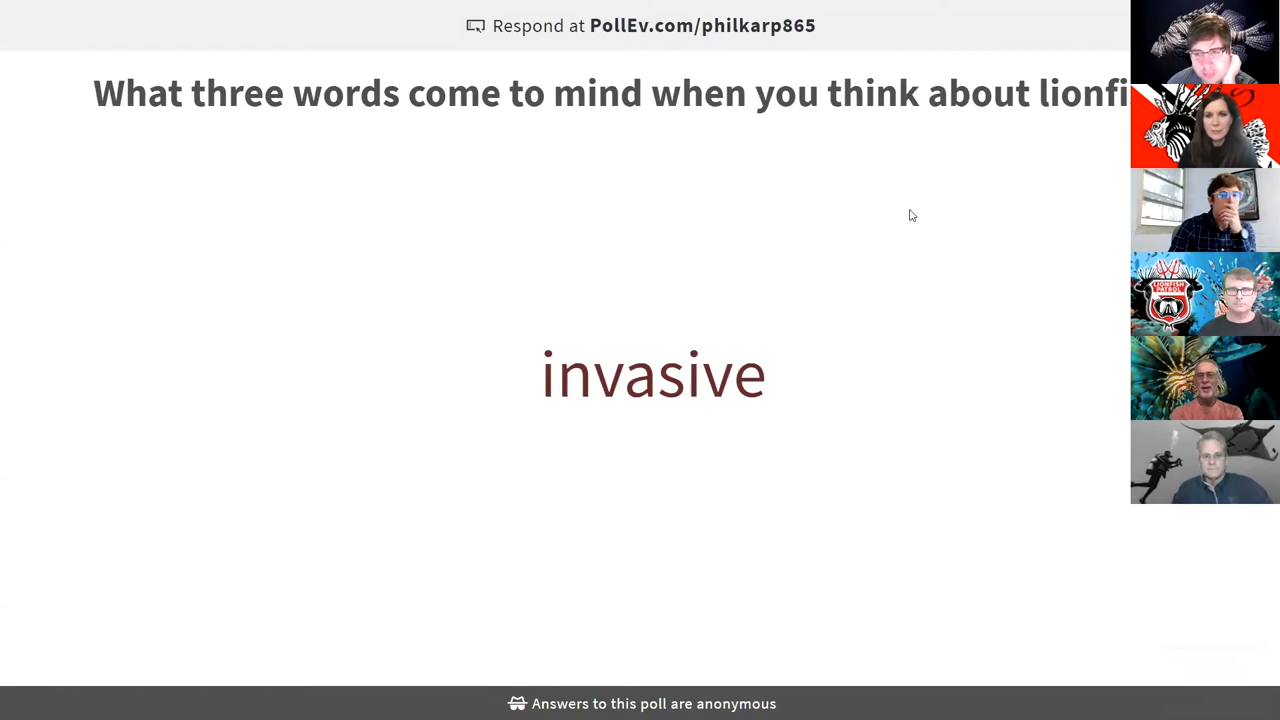 Respond at PollEv.com/philkarp865
What three words come to mind when you think about lionfi
invasive
LIONFISH
PATROL
Answers to this poll are anonymous